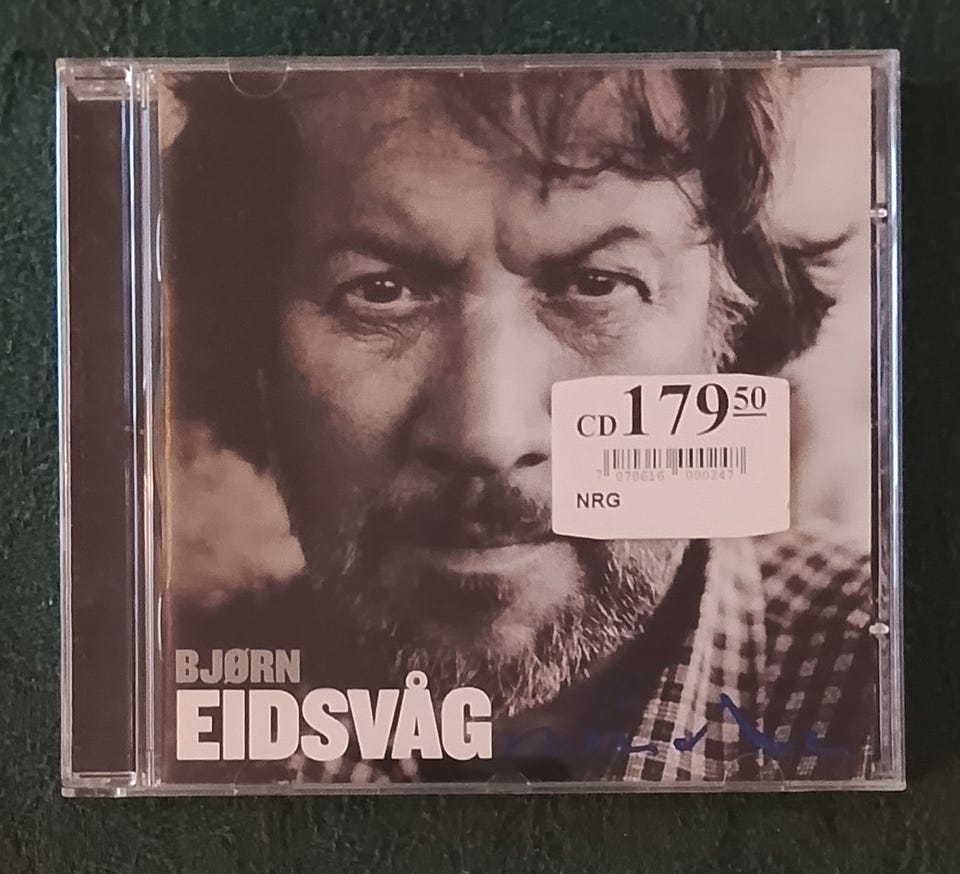 CD 179 50
7 070616 000247
NRG
BJØRN
EIDSVÅG